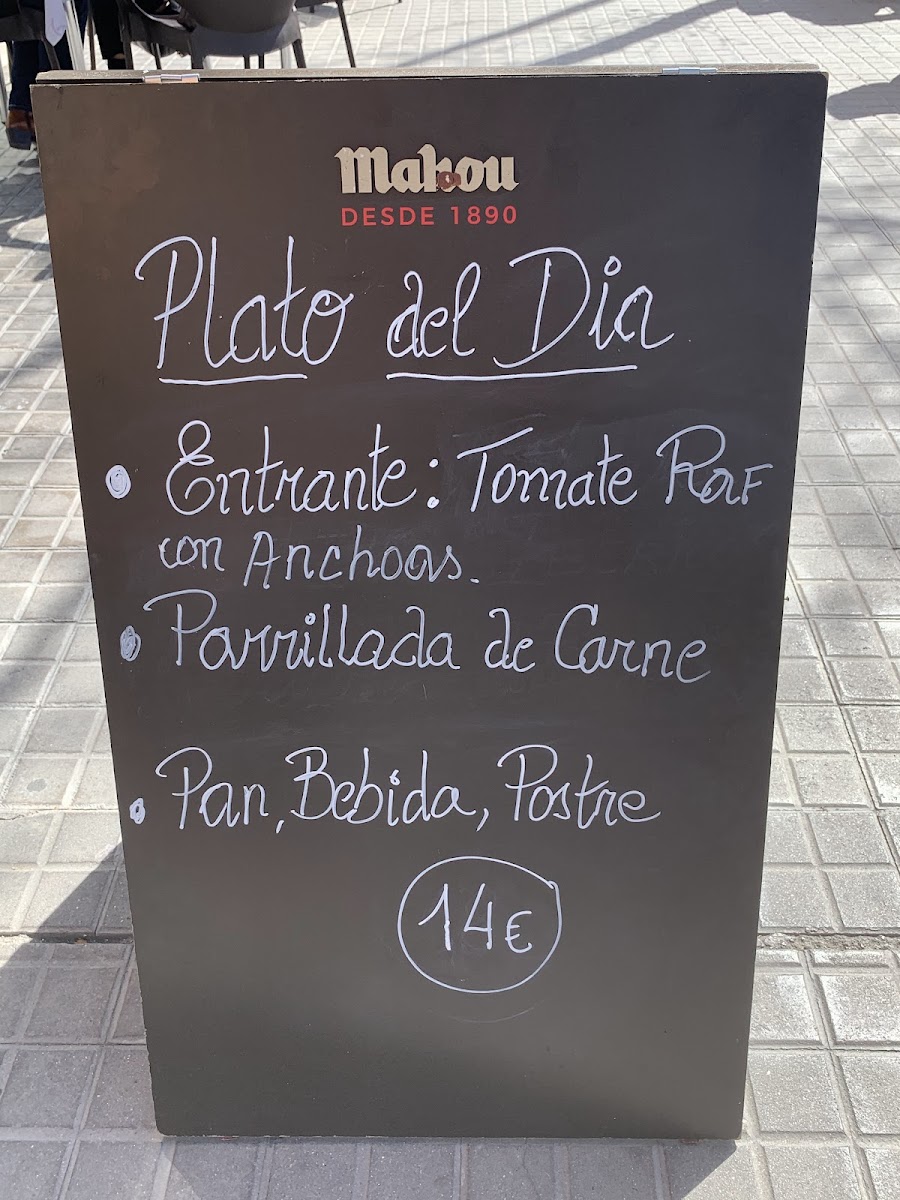 Mahou
DESDE 1890
Plato del Dia
Entrante: Tomate Raf
con Anchoas.
Parrillada de Carne
Pan, Bebida, Postre
14€